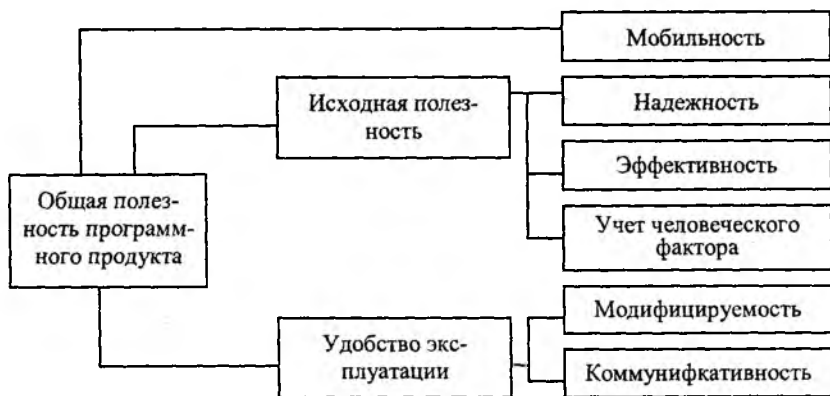 Мобильность
Исходная полез-
ность
Надежность
Эффективность
Общая полез-
ность программ-
ного продукта
Учет человеческого
фактора
Модифицируемость
Удобство экс-
плуатации
Коммунифкативность